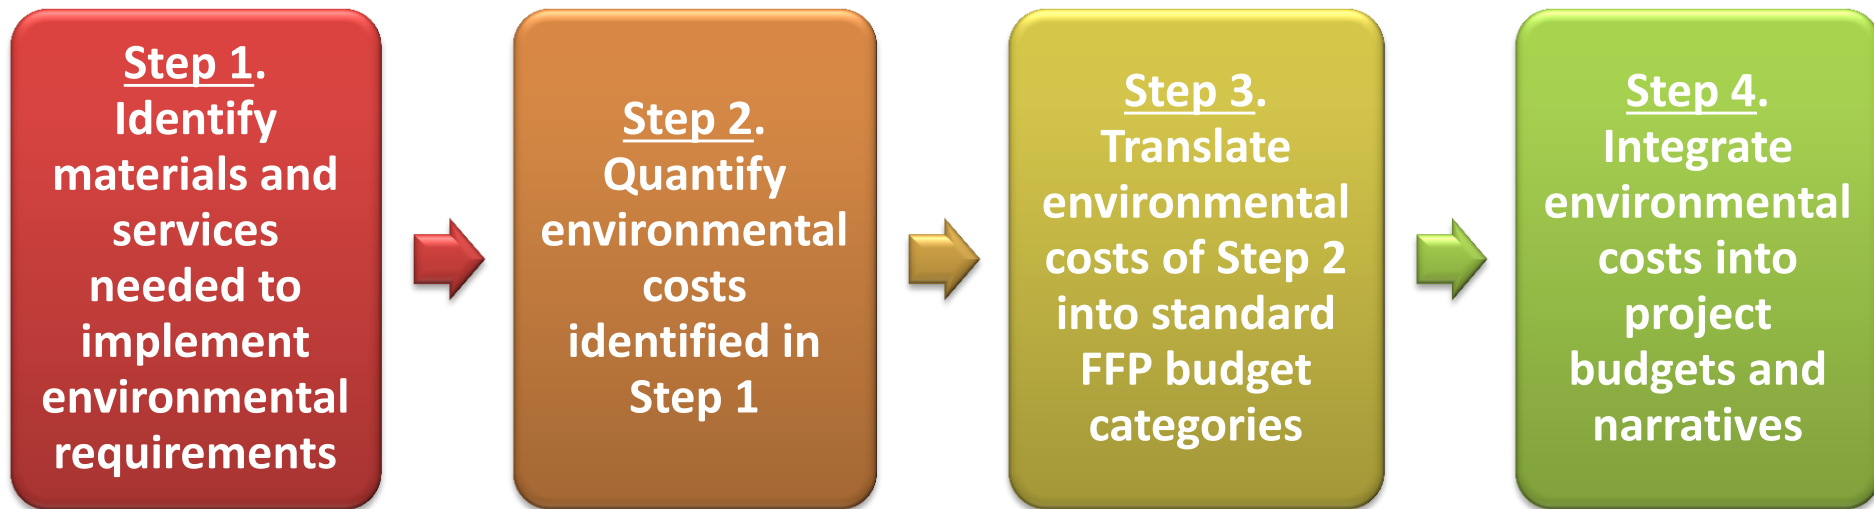 Step 1.
Identify
materials and
services
needed to
implement
environmental
requirements
Step 2.
Quantify
environmental
costs
identified in
Step 1
Step 3.
Translate
environmental
costs of Step 2
into standard
FFP budget
categories
Step 4.
Integrate
environmental
costs into
project
budgets and
narratives